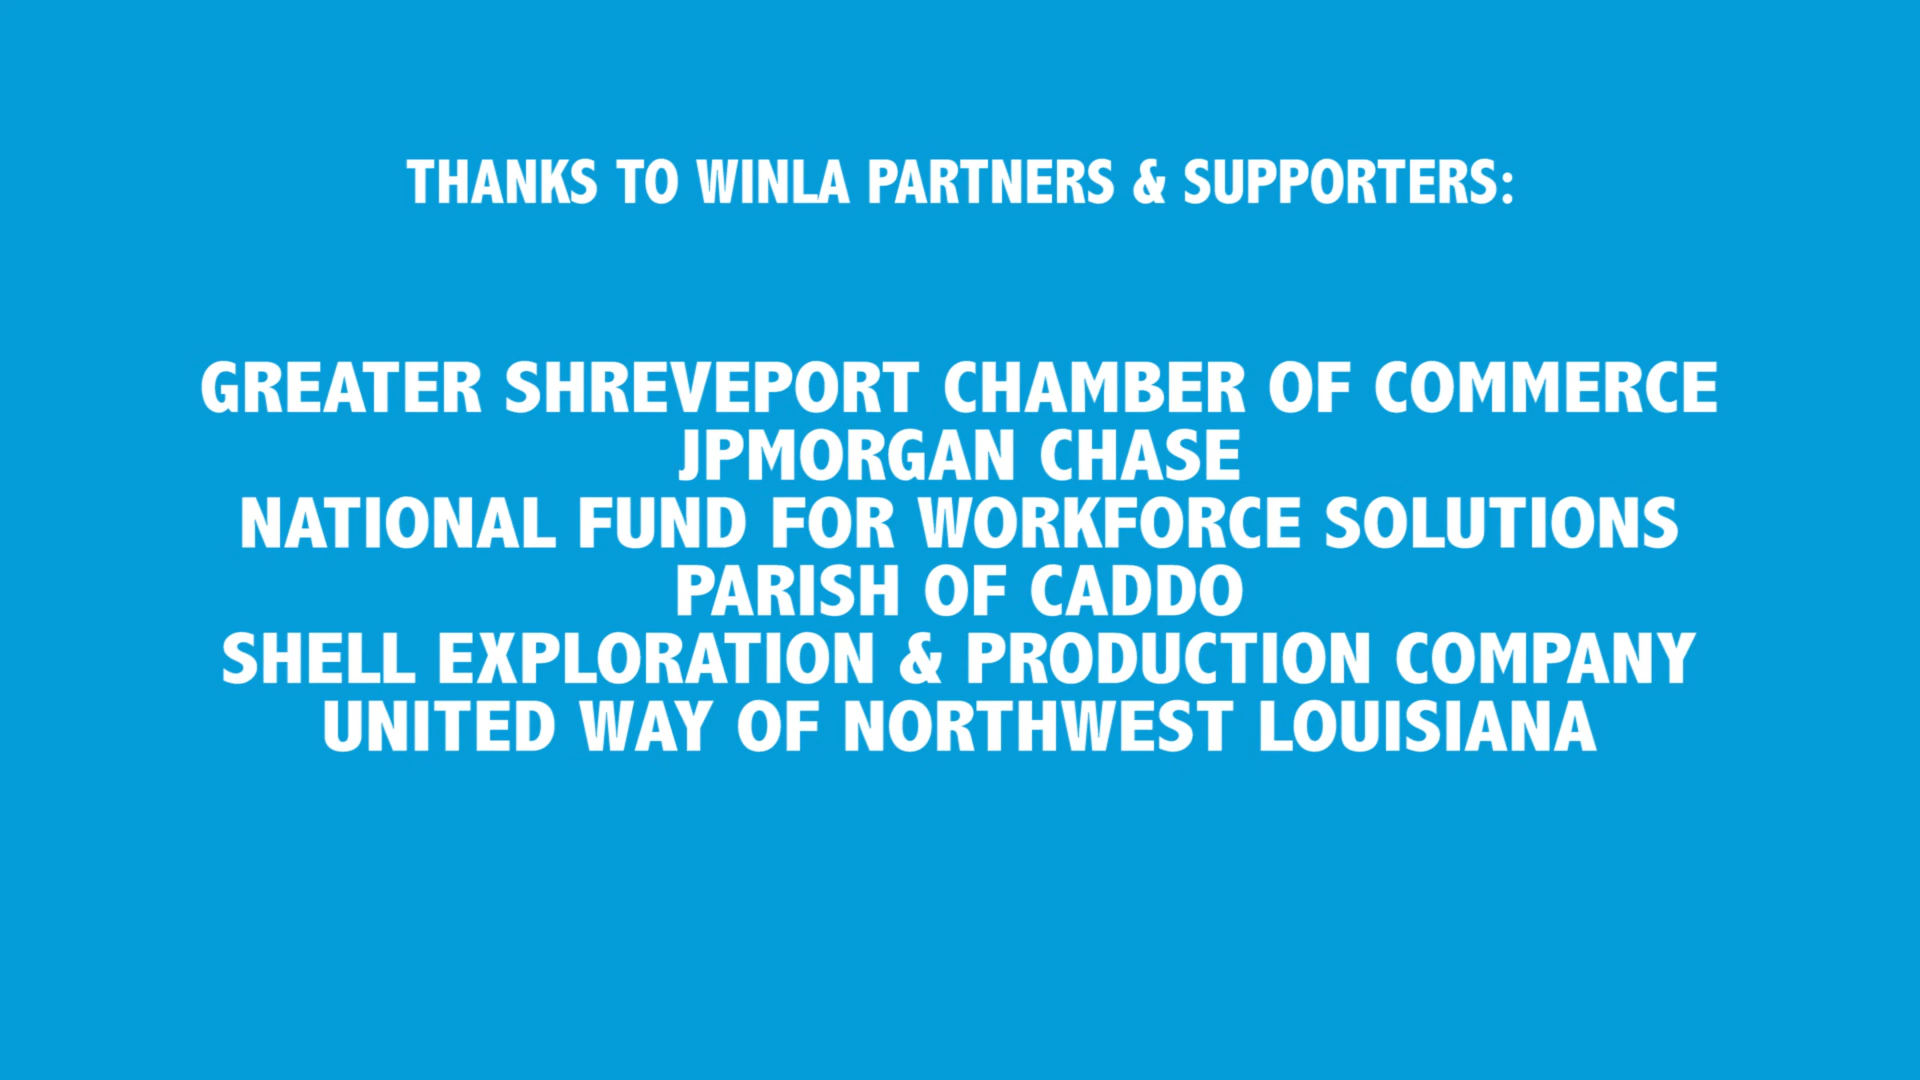 THANKS TO WINLA PARTNERS & SUPPORTERS:
GREATER SHREVEPORT CHAMBER OF COMMERCE
JPMORGAN CHASE
NATIONAL FUND FOR WORKFORCE SOLUTIONS
PARISH OF CADDO
SHELL EXPLORATION & PRODUCTION COMPANY
UNITED WAY OF NORTHWEST LOUISIANA